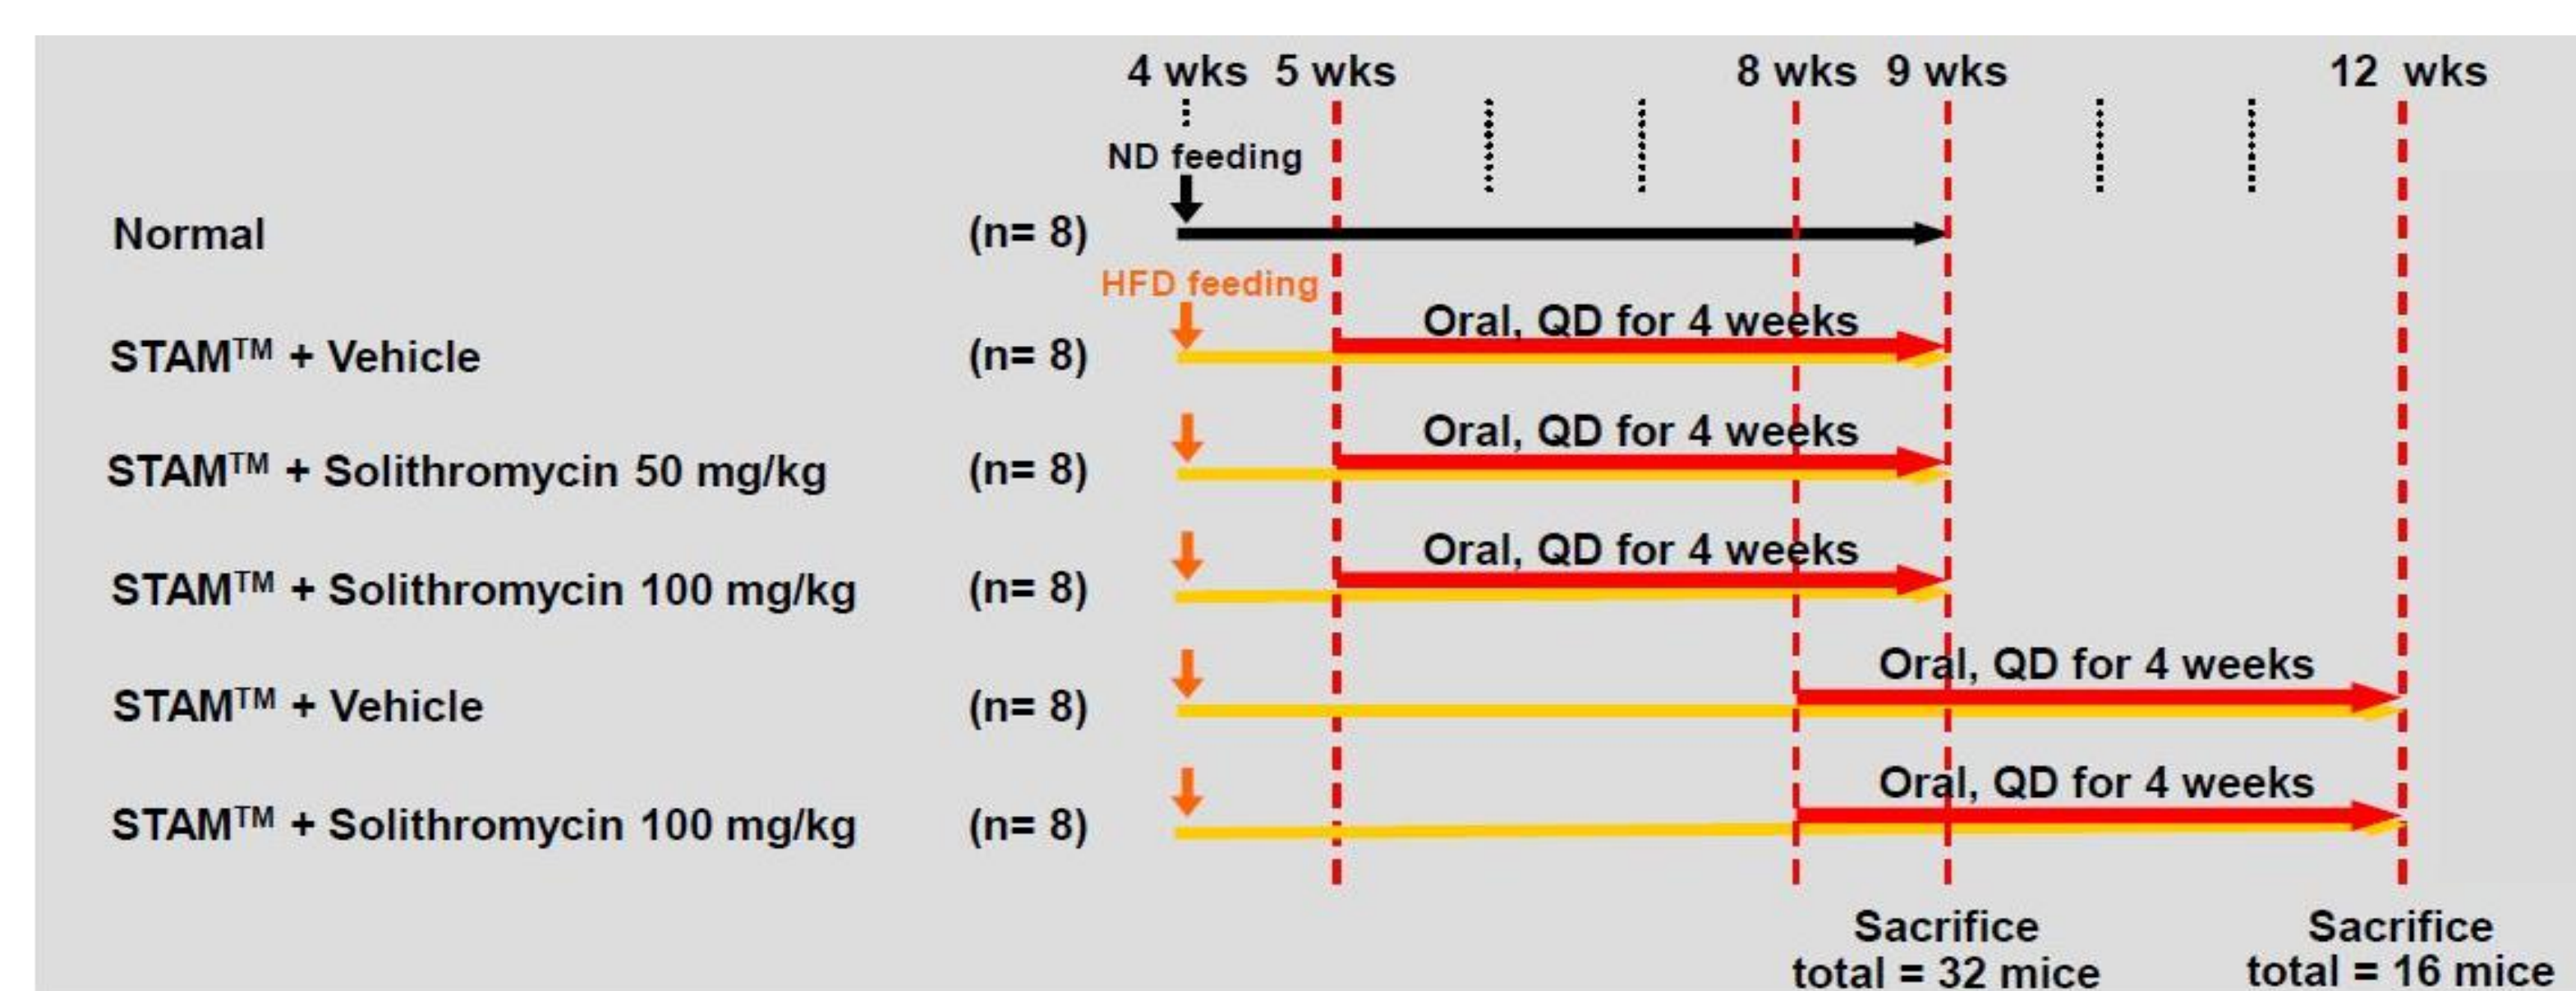 4 wks 5 wks 8 wks 9 wks 12 wks
ND feeding
Normal (n= 8)
HFD feeding
Oral, QD for 4 weeks
STAM™ + Vehicle (n= 8)
Oral, QD for 4 weeks
STAM™ + Solithromycin 50 mg/kg (n= 8)
Oral, QD for 4 weeks
STAM™ + Solithromycin 100 mg/kg (n= 8)
Oral, QD for 4 weeks
STAM™ + Vehicle (n= 8)
Oral, QD for 4 weeks
STAM™ + Solithromycin 100 mg/kg (n= 8)
Sacrifice Sacrifice
total = 32 mice total = 16 mice